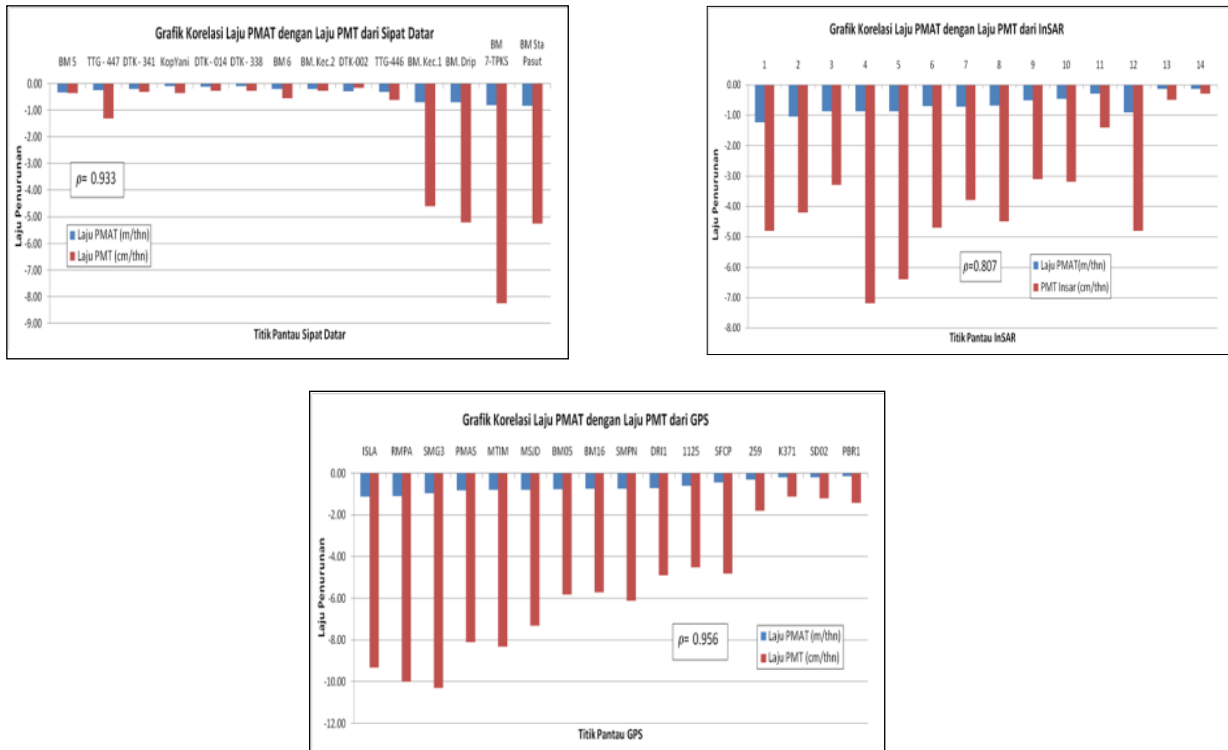 Grafik Korelasi Laju PMAT dengan Laju PMT dari Sipat Datar
BM 5 TTG - 447 DTK - 341 KopYani DTK - 014 DTK - 338 BM 6 BM. Kec.2 DTK-002 TTG-446 BM. Kec.1 BM. Drip BM 7-TPKS BM Sta Pasut
0.00
-1.00
-2.00
-3.00
-4.00
-5.00
-6.00
-7.00
-8.00
-9.00
Laju Penurunan
ρ= 0.933
Laju PMAT (m/thn)
Laju PMT (cm/thn)
Titik Pantau Sipat Datar
Grafik Korelasi Laju PMAT dengan Laju PMT dari InSAR
1 2 3 4 5 6 7 8 9 10 11 12 13 14
0.00
-1.00
-2.00
-3.00
-4.00
-5.00
-6.00
-7.00
-8.00
Laju Penurunan
ρ=0.807
Laju PMAT(m/thn)
PMT Insar (cm/thn)
Titik Pantau InSAR
Grafik Korelasi Laju PMAT dengan Laju PMT dari GPS
ISLA RMPA SMG3 PMAS MTIM MSJD BM05 BM16 SMPN DRI1 1125 SFCP 259 K371 SD02 PBR1
0.00
-2.00
-4.00
-6.00
-8.00
-10.00
-12.00
Laju Penurunan
ρ= 0.956
Laju PMAT (m/thn)
Laju PMT (cm/thn)
Titik Pantau GPS